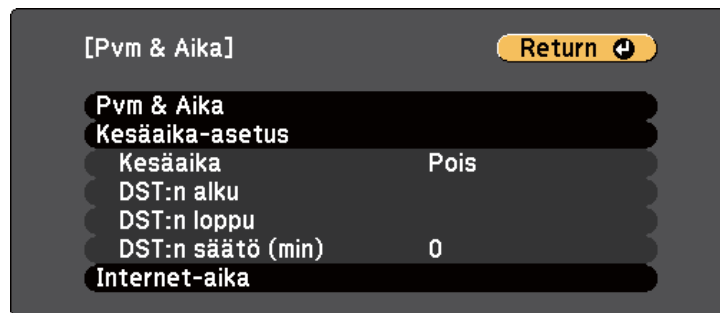 [Pvm & Aika] Return
Pvm & Aika
Kesäaika-asetus
Kesäaika Pois
DST:n alku
DST:n loppu
DST:n säätö (min) 0
Internet-aika